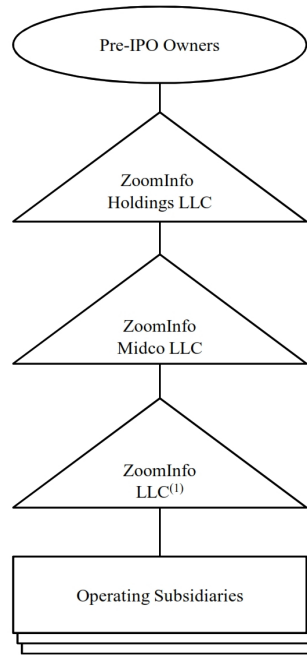 Pre-IPO Owners
ZoomInfo
Holdings LLC
ZoomInfo
Midco LLC
ZoomInfo
LLC(1)
Operating Subsidiaries